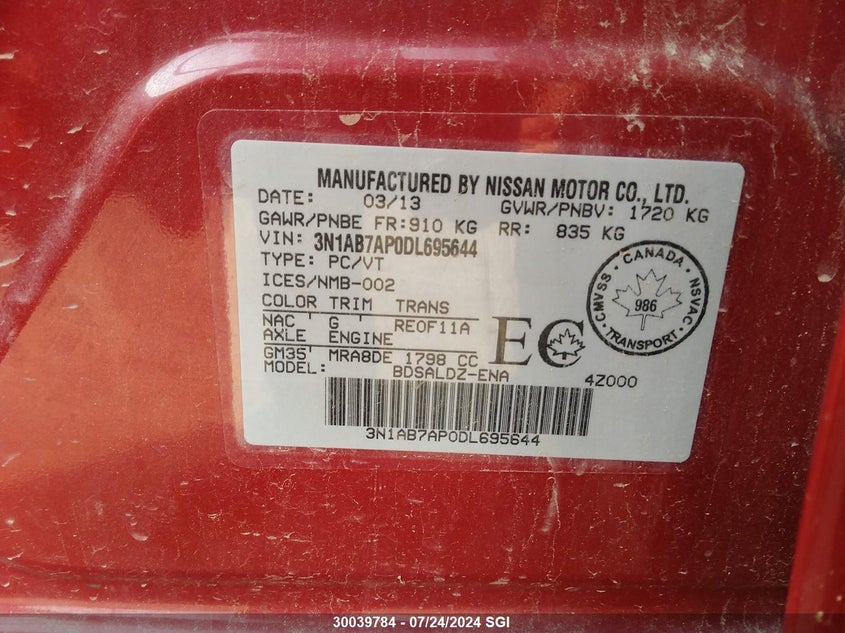 MANUFACTURED BY NISSAN MOTOR CO., LTD.
DATE: 03/13 GVWR/PNBV: 1720 KG
GAWR/PNBE FR:910 KG RR: 835 KG
VIN: 3N1AB7AP0DL695644
TYPE: PC/VT
ICES/NMB-002
COLOR TRIM TRANS
NAC G RE0F11A
AXLE ENGINE
GM35 MRA8DE 1798 CC
MODEL: BDSALDZ-ENA 4Z000
EC
CMVSS · CANADA · NSVAC · TRANSPORT ·
986
3N1AB7AP0DL695644
30039784 - 07/24/2024 SGI